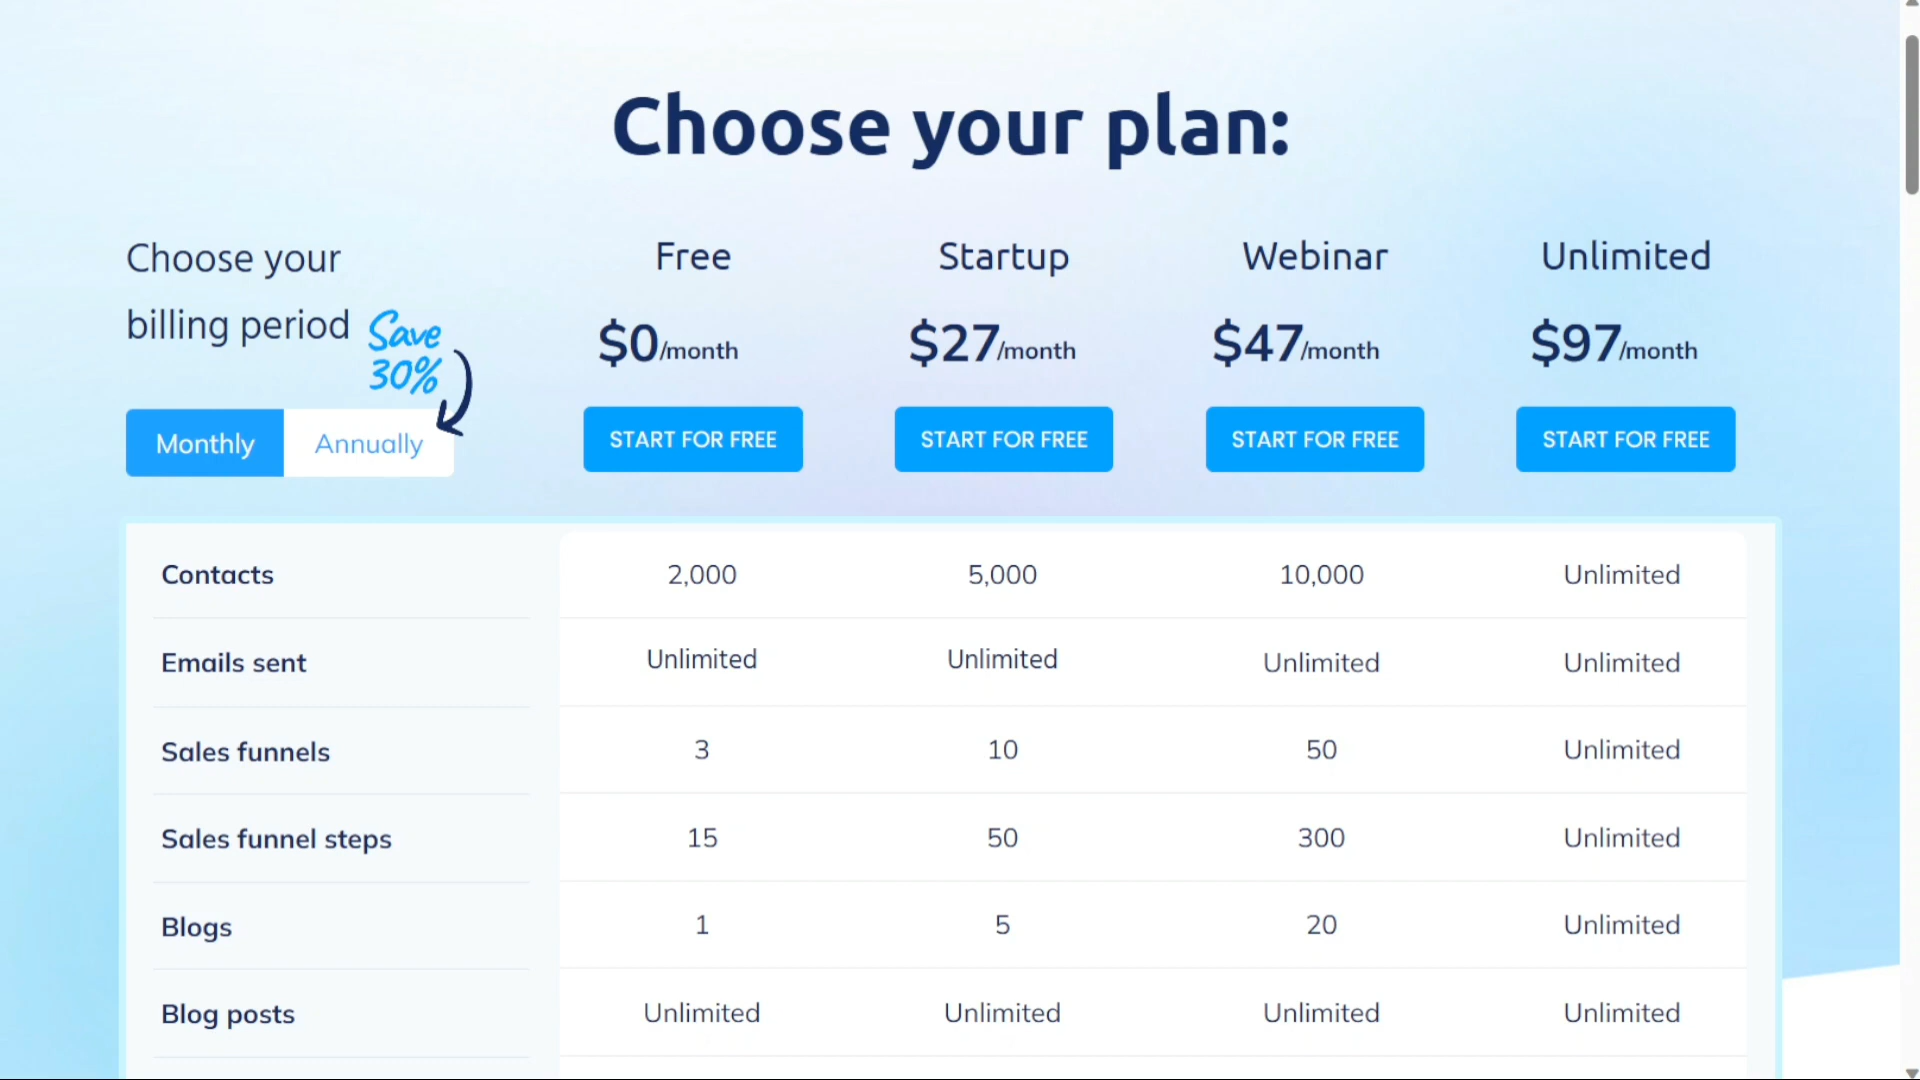 Choose your plan:
Choose your
billing period
Save
30%
Monthly Annually
Free Startup Webinar Unlimited
$0/month $27/month $47/month $97/month
START FOR FREE START FOR FREE START FOR FREE START FOR FREE
Contacts 2,000 5,000 10,000 Unlimited
Emails sent Unlimited Unlimited Unlimited Unlimited
Sales funnels 3 10 50 Unlimited
Sales funnel steps 15 50 300 Unlimited
Blogs 1 5 20 Unlimited
Blog posts Unlimited Unlimited Unlimited Unlimited